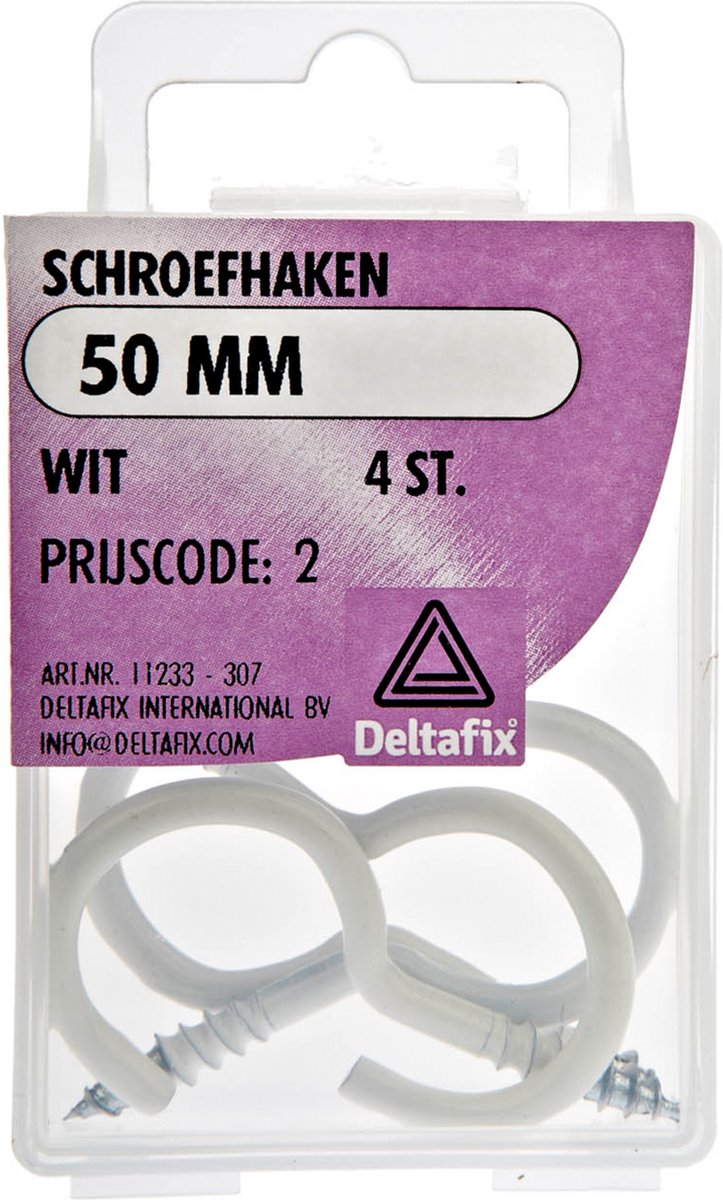 SCHROEFHAKEN
50 MM
WIT 4 ST.
PRIJSCODE: 2
ART.NR. 11233 - 307
DELTAFIX INTERNATIONAL BV
INFO@DELTAFIX.COM
Deltafix®